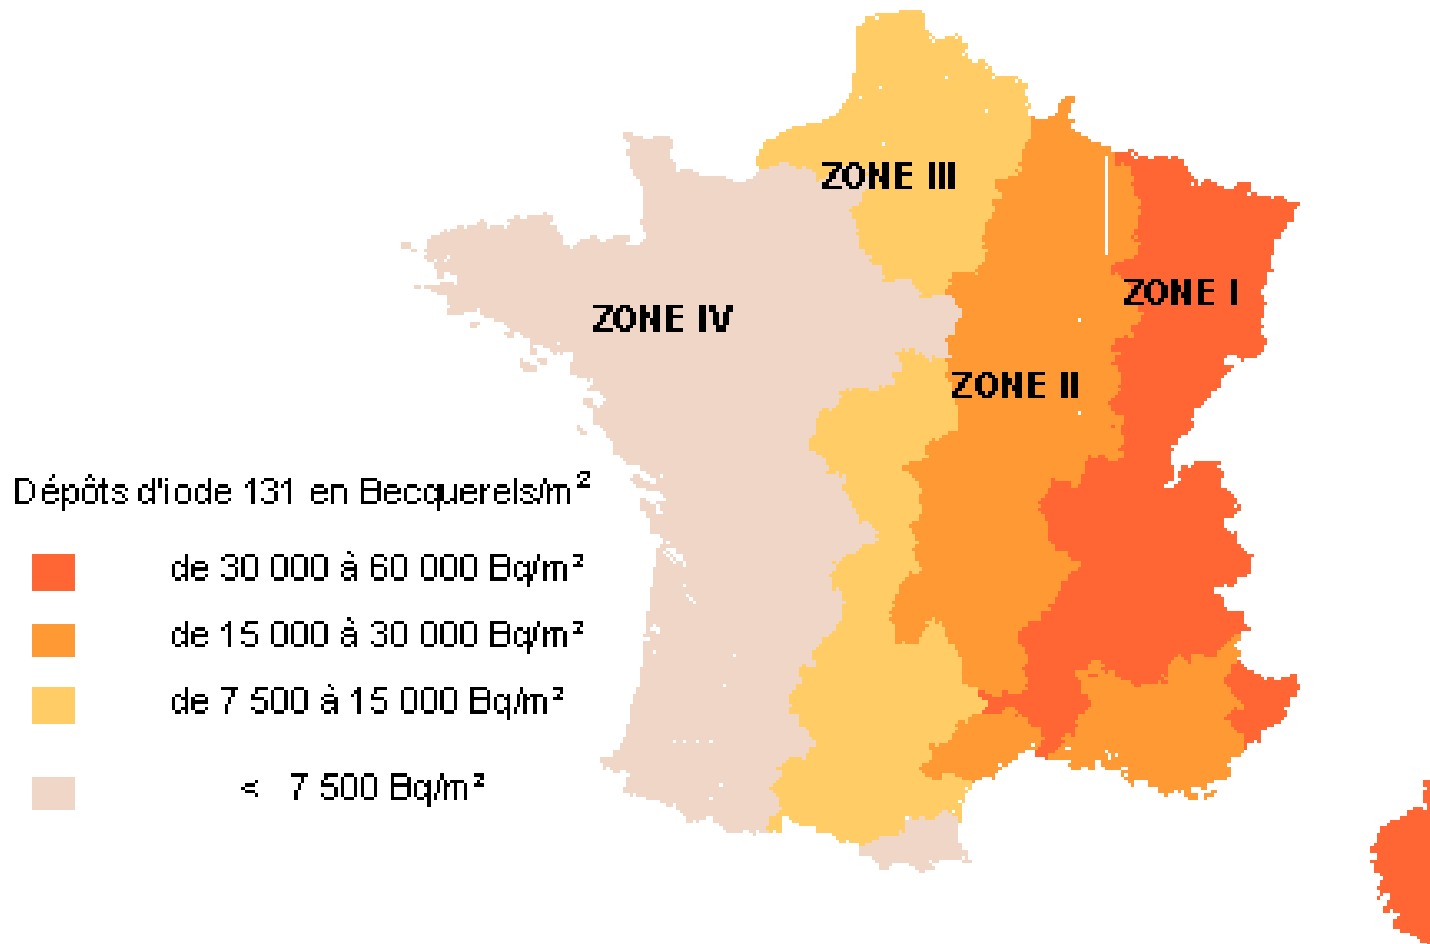 ZONE III
ZONE I
ZONE IV
ZONE II
Dépôts d'iode 131 en Becquerels/m²
de 30 000 à 60 000 Bq/m²
de 15 000 à 30 000 Bq/m²
de 7 500 à 15 000 Bq/m²
< 7 500 Bq/m²